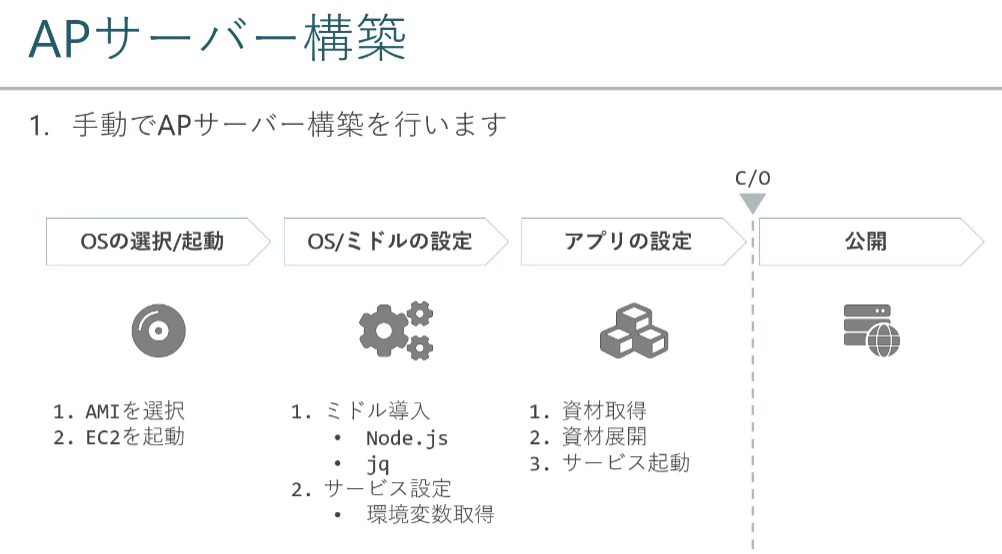 APサーバー構築
1. 手動でAPサーバー構築を行います
C/O
OSの選択/起動
OS/ミドルの設定
アプリの設定
公開
1. AMIを選択
2. EC2を起動
1. ミドル導入
• Node.js
• jq
2. サービス設定
• 環境変数取得
1. 資材取得
2. 資材展開
3. サービス起動